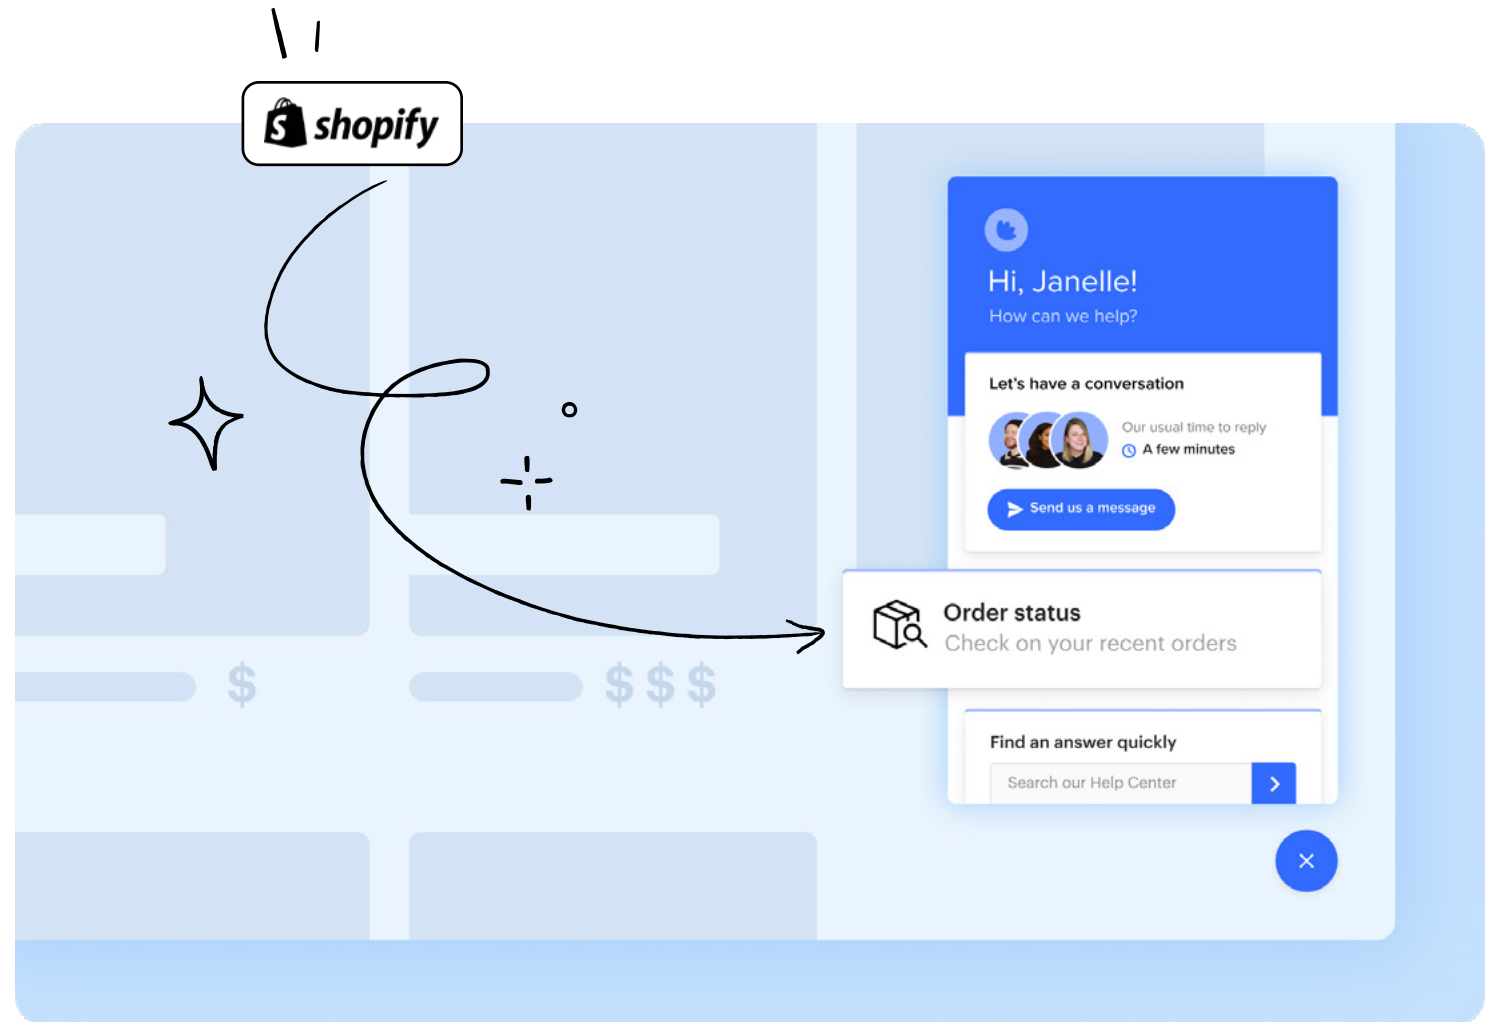 shopify
Hi, Janelle!
How can we help?
Let's have a conversation
Our usual time to reply
A few minutes
Send us a message
Order status
Check on your recent orders
$
$ $ $
Find an answer quickly
Search our Help Center